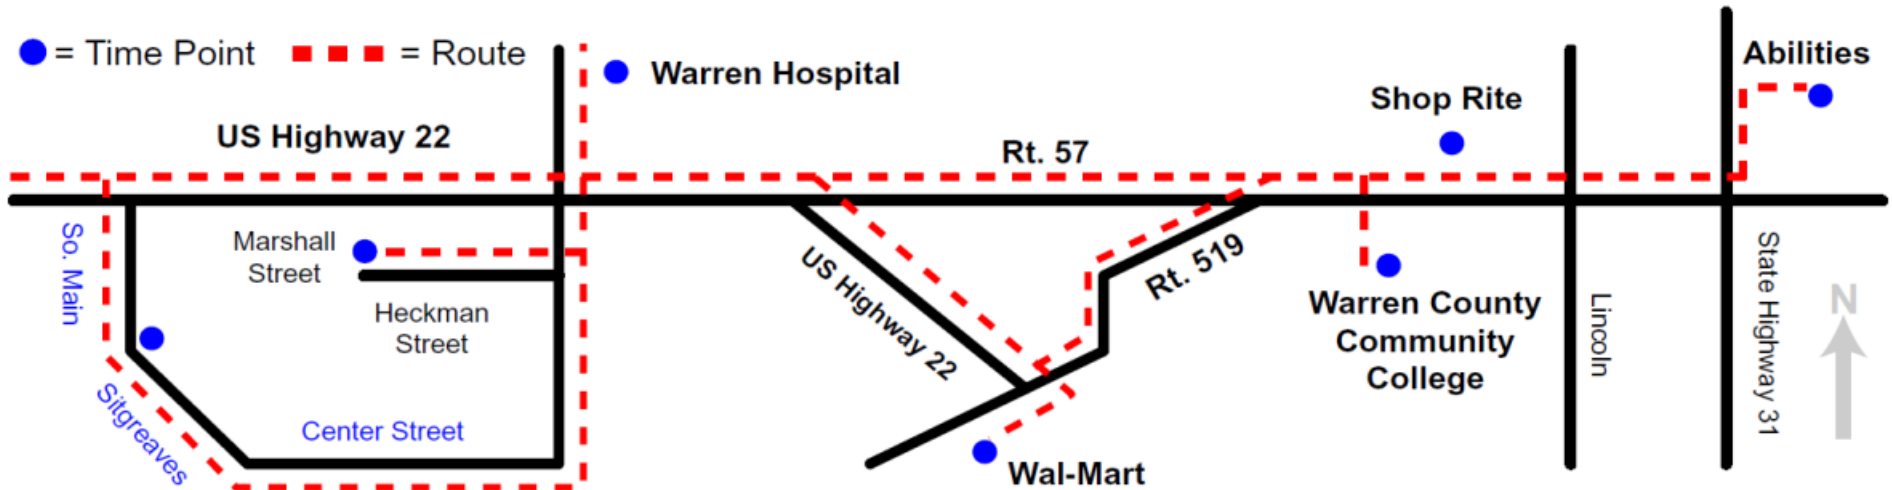 = Time Point
= Route
Warren Hospital
Abilities
Shop Rite
US Highway 22
Rt. 57
So. Main
Marshall
Street
Heckman
Street
US Highway 22
Rt. 519
Warren County
Community
College
Lincoln
State Highway 31
N
Sitgreaves
Center Street
Wal-Mart